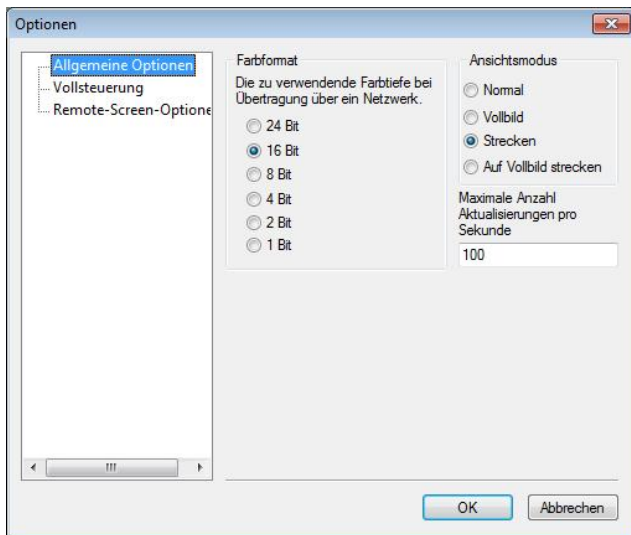 Optionen
Allgemeine Optionen
Vollsteuerung
Remote-Screen-Optione
Farbformat
Die zu verwendende Farbtiefe bei
Übertragung über ein Netzwerk.
24 Bit
16 Bit
8 Bit
4 Bit
2 Bit
1 Bit
Ansichtsmodus
Normal
Vollbild
Strecken
Auf Vollbild strecken
Maximale Anzahl
Aktualisierungen pro
Sekunde
100
OK
Abbrechen